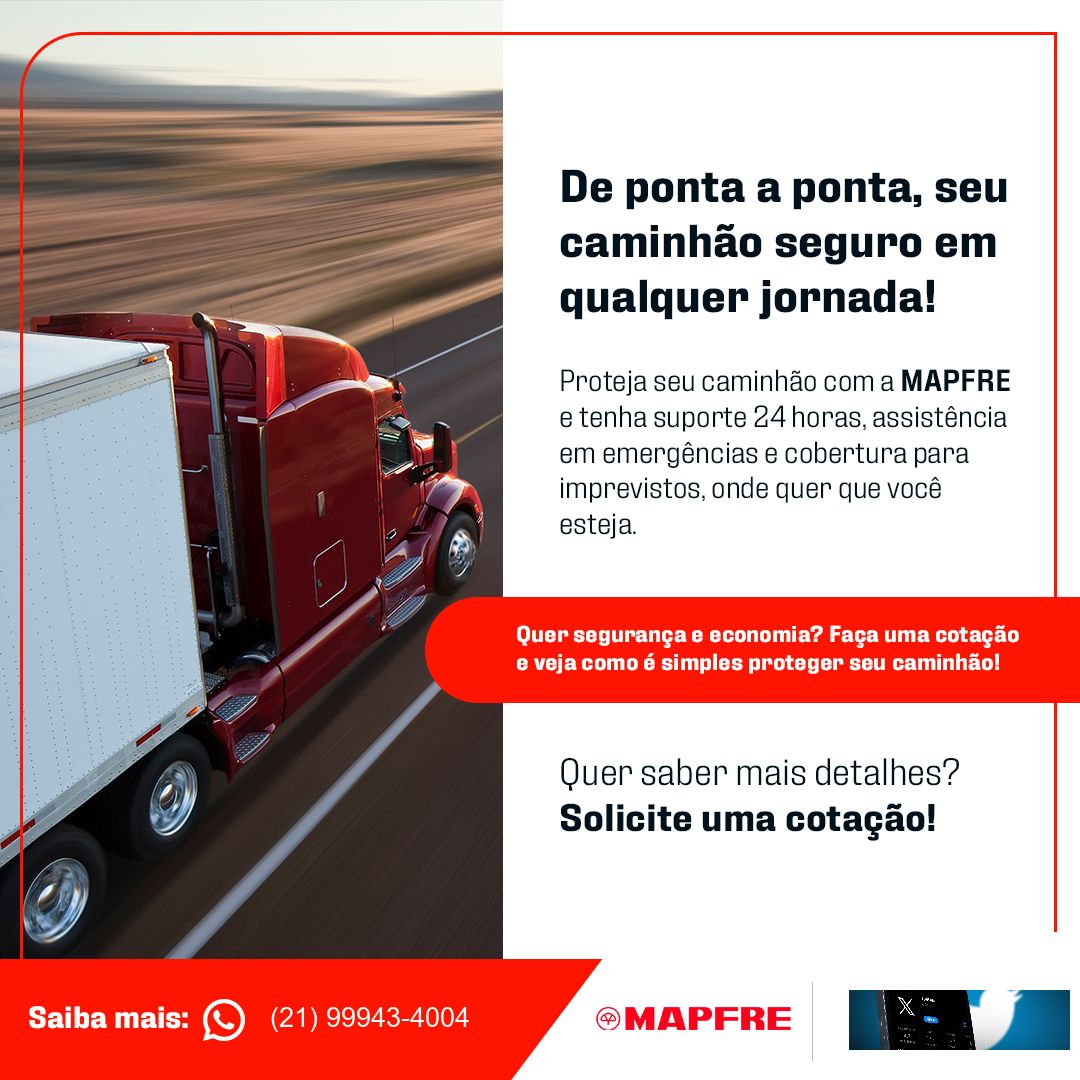 De ponta a ponta, seu
caminhão seguro em
qualquer jornada!
Proteja seu caminhão com a MAPFRE
e tenha suporte 24 horas, assistência
em emergências e cobertura para
imprevistos, onde quer que você
esteja.
Quer segurança e economia? Faça uma cotação
e veja como é simples proteger seu caminhão!
Quer saber mais detalhes?
Solicite uma cotação!
Saiba mais: (21) 99943-4004
MAPFRE
X